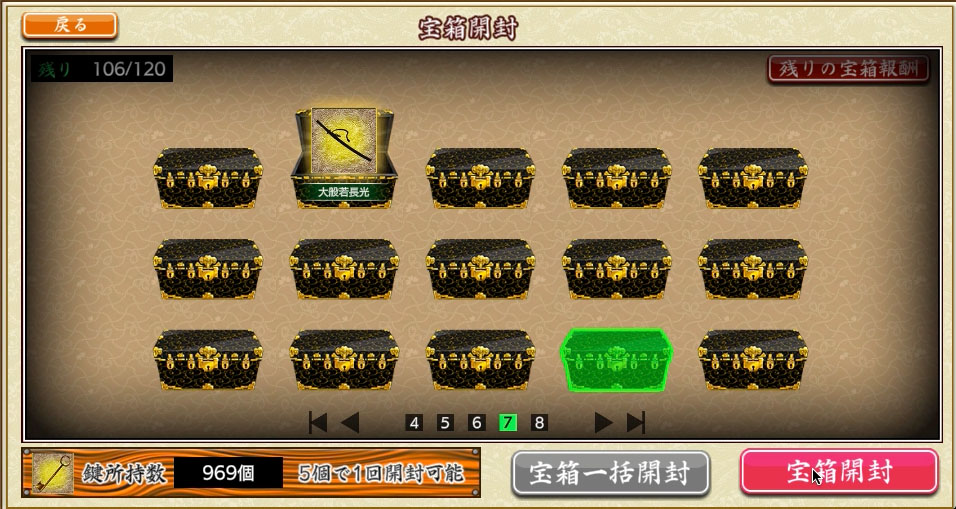 戻る
宝箱開封
残り 106/120
残りの宝箱報酬
大般若長光
4 5 6 7 8
鍵所持数 969個 5個で1回開封可能
宝箱一括開封
宝箱開封